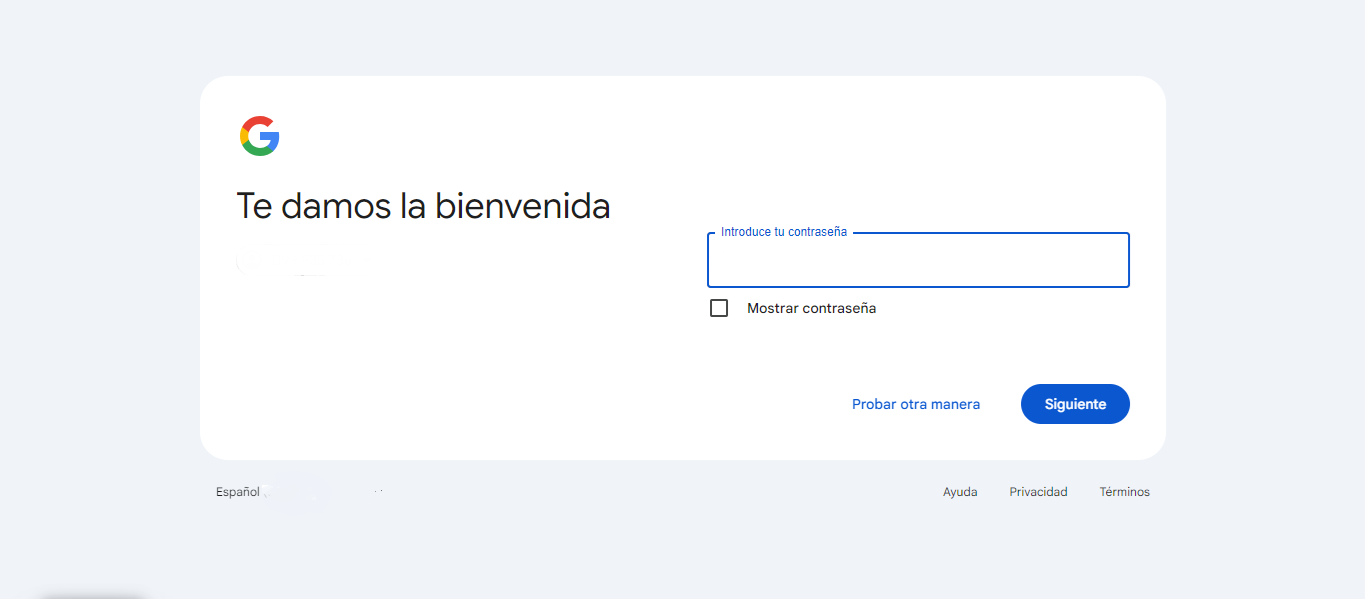 Te damos la bienvenida
Introduce tu contraseña
Mostrar contraseña
Probar otra manera
Siguiente
Español
Ayuda
Privacidad
Términos